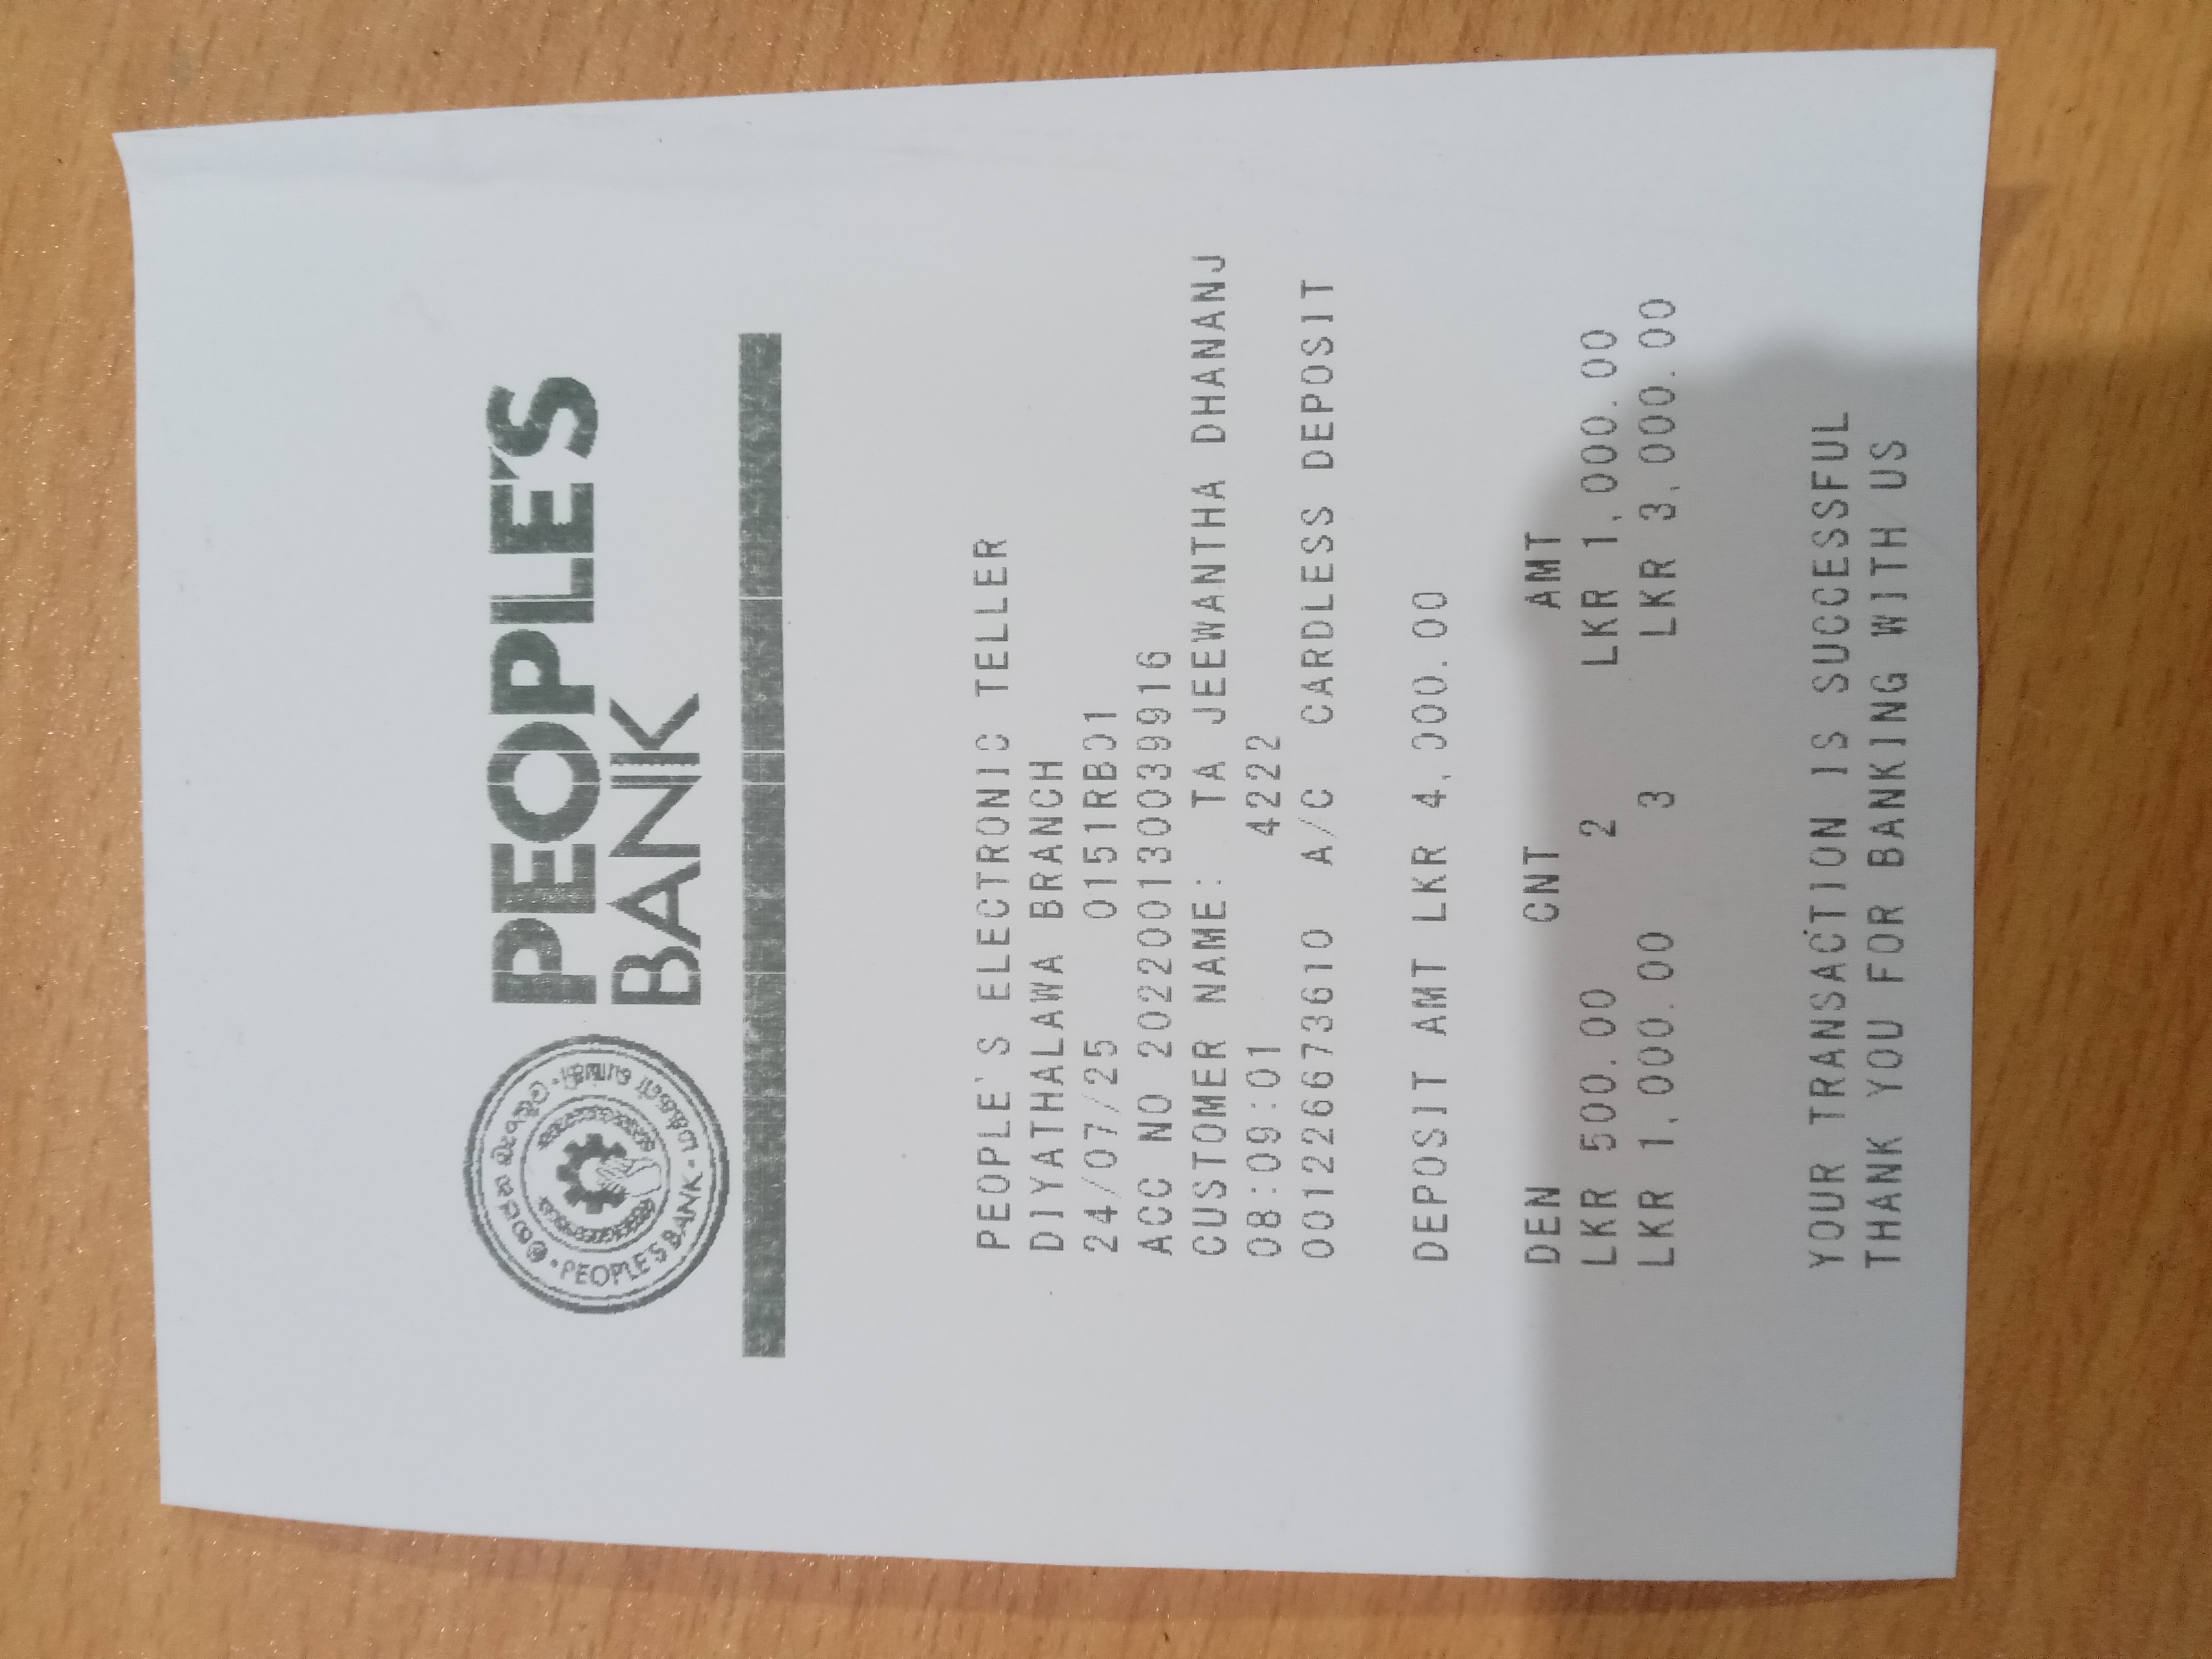 PEOPLE'S
BANK
PEOPLE'S BANK
PEOPLE'S ELECTRONIC TELLER
DIYATHALAWA BRANCH
24/07/25 0151RB01
ACC NO 202200130039916
CUSTOMER NAME: TA JEEWANTHA DHANANJ
08:09:01 4222
001226673610 A/C CARDLESS DEPOSIT
DEPOSIT AMT LKR 4,000.00
DEN CNT AMT
LKR 500.00 2 LKR 1,000.00
LKR 1,000.00 3 LKR 3,000.00
YOUR TRANSACTION IS SUCCESSFUL
THANK YOU FOR BANKING WITH US